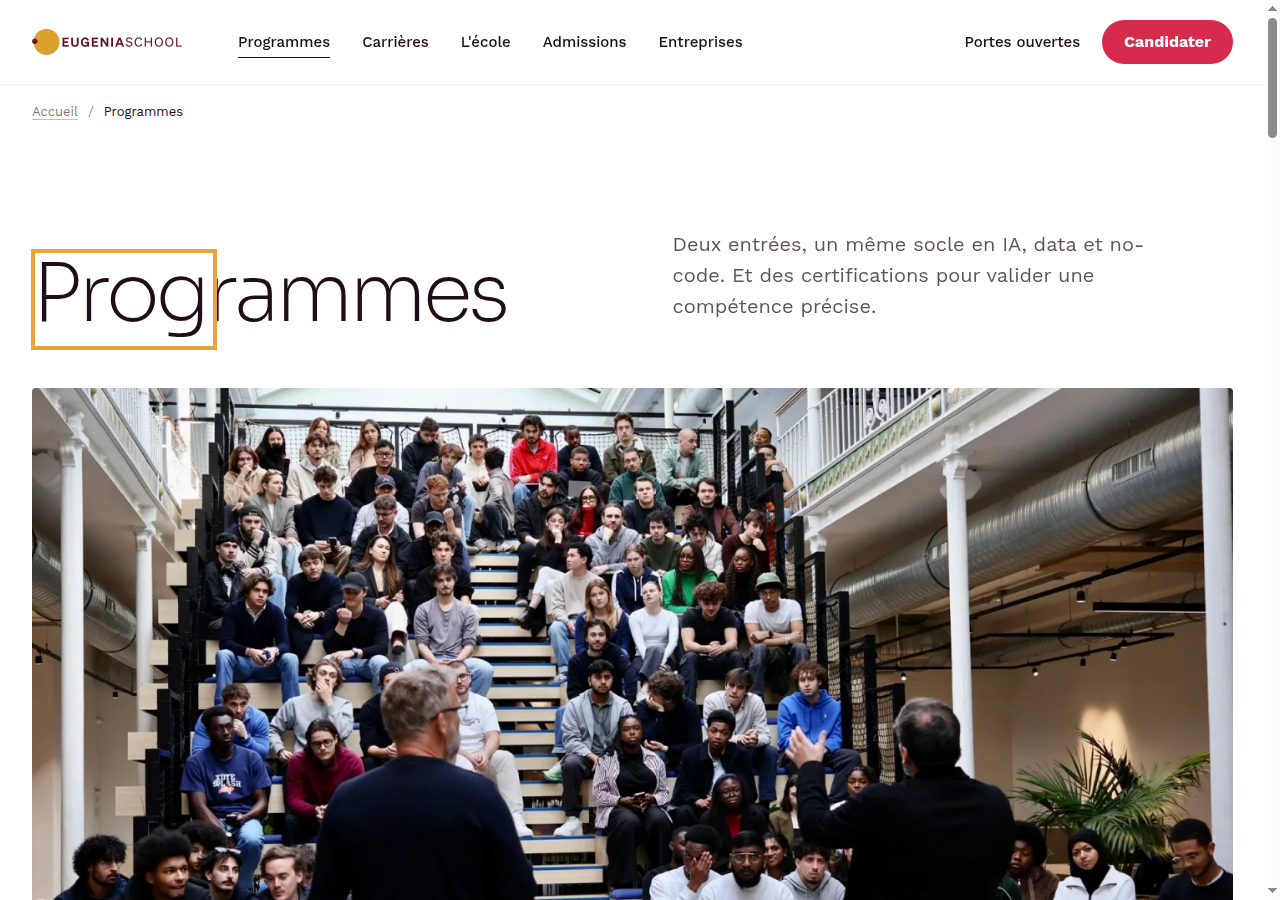 EUGENIASCHOOL
Programmes
Carrières
L'école
Admissions
Entreprises
Portes ouvertes
Candidater
Accueil / Programmes
Programmes
Deux entrées, un même socle en IA, data et no-
code. Et des certifications pour valider une
compétence précise.